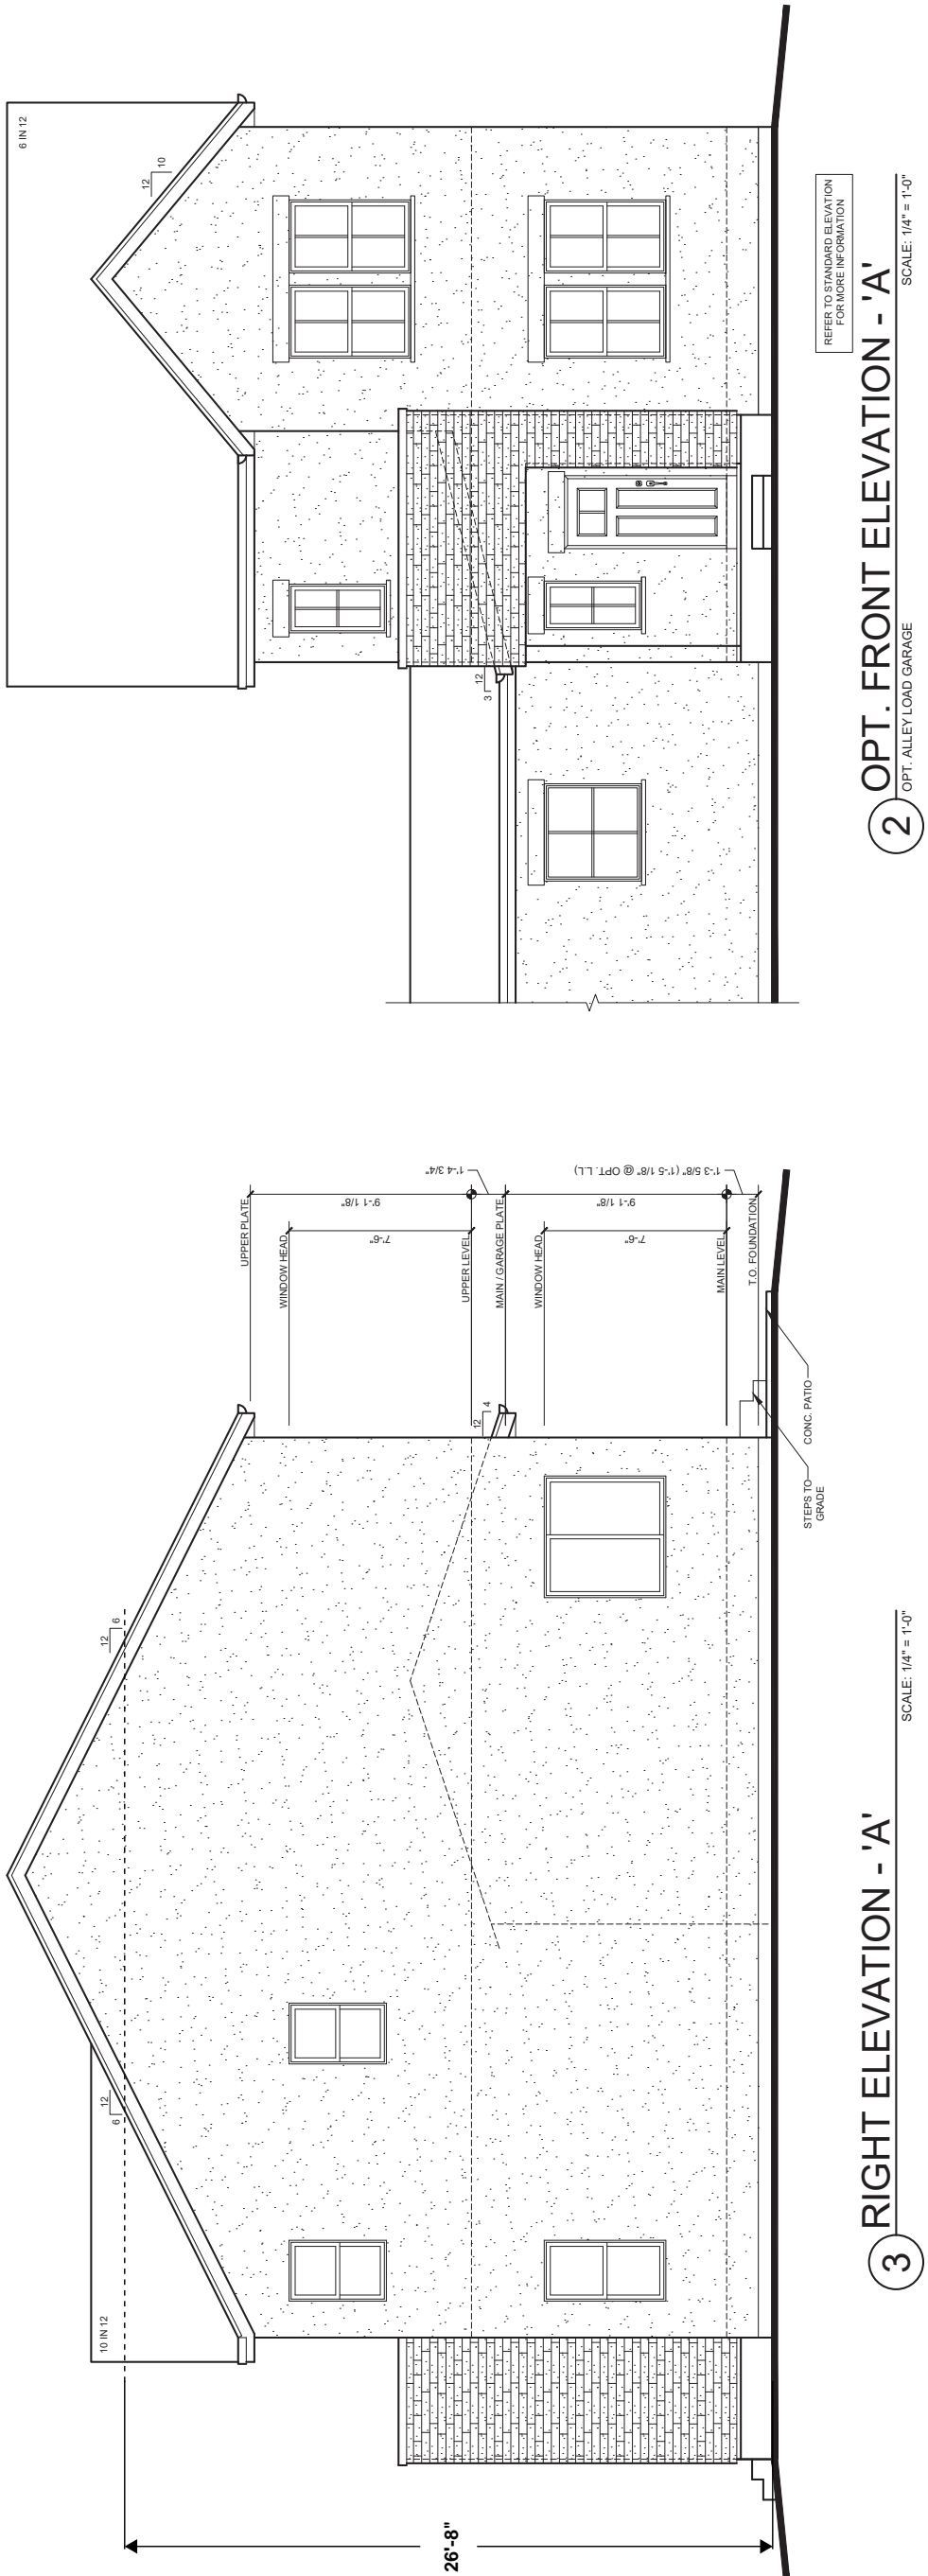 10 IN 12
12
6
12
6
12
4
26'-8"
UPPER PLATE
WINDOW HEAD
UPPER LEVEL
MAIN / GARAGE PLATE
WINDOW HEAD
MAIN LEVEL
T.O. FOUNDATION
9'-1 1/8"
7'-6"
1'-4 3/4"
9'-1 1/8"
7'-6"
1'-3 5/8" (1'-5 1/8" @ OPT. L.L)
STEPS TO
GRADE
CONC. PATIO
3
RIGHT ELEVATION - 'A'
SCALE: 1/4" = 1'-0"
6 IN 12
12
10
12
3
REFER TO STANDARD ELEVATION
FOR MORE INFORMATION
2
OPT. FRONT ELEVATION - 'A'
OPT. ALLEY LOAD GARAGE
SCALE: 1/4" = 1'-0"